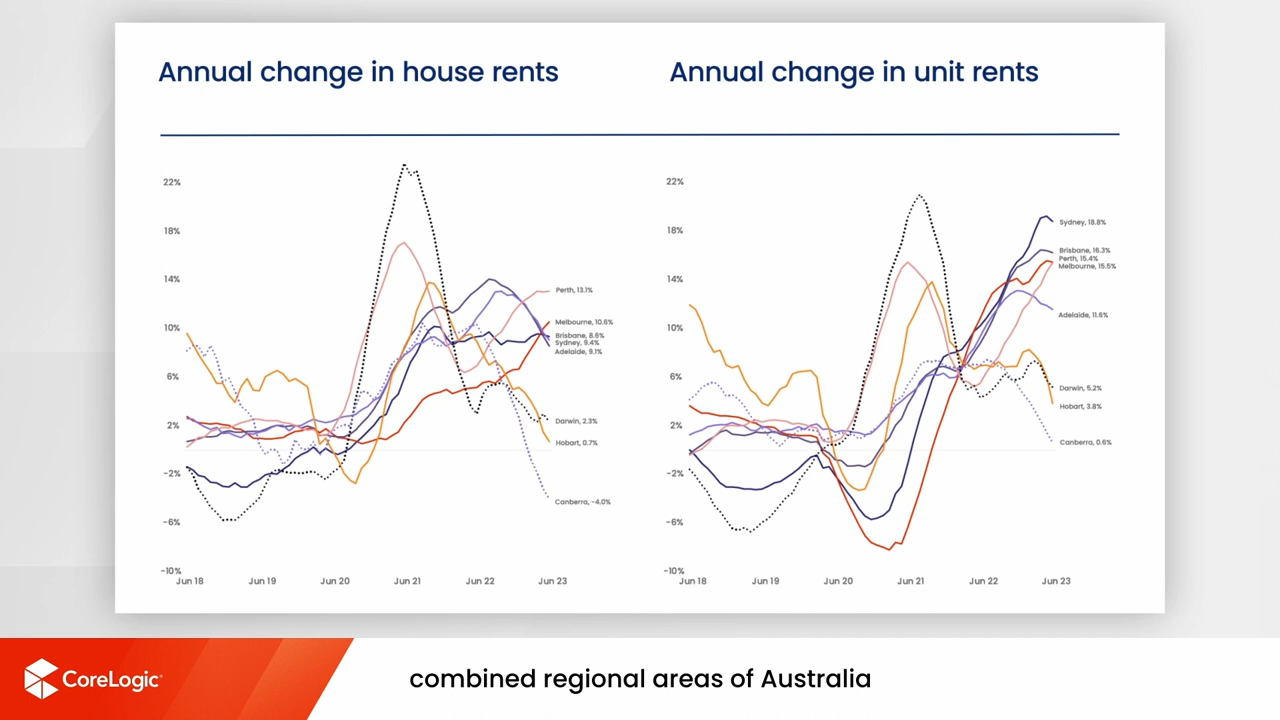 Annual change in house rents
Annual change in unit rents
22%
18%
14%
10%
6%
2%
-2%
-6%
-10%
Jun 18
Jun 19
Jun 20
Jun 21
Jun 22
Jun 23
Perth, 13.1%
Melbourne, 10.6%
Brisbane, 8.6%
Sydney, 9.4%
Adelaide, 9.1%
Darwin, 2.3%
Hobart, 0.7%
Canberra, -4.0%
22%
18%
14%
10%
6%
2%
-2%
-6%
-10%
Jun 18
Jun 19
Jun 20
Jun 21
Jun 22
Jun 23
Sydney, 18.8%
Brisbane, 16.3%
Perth, 15.4%
Melbourne, 15.5%
Adelaide, 11.6%
Darwin, 5.2%
Hobart, 3.8%
Canberra, 0.6%
CoreLogic
combined regional areas of Australia